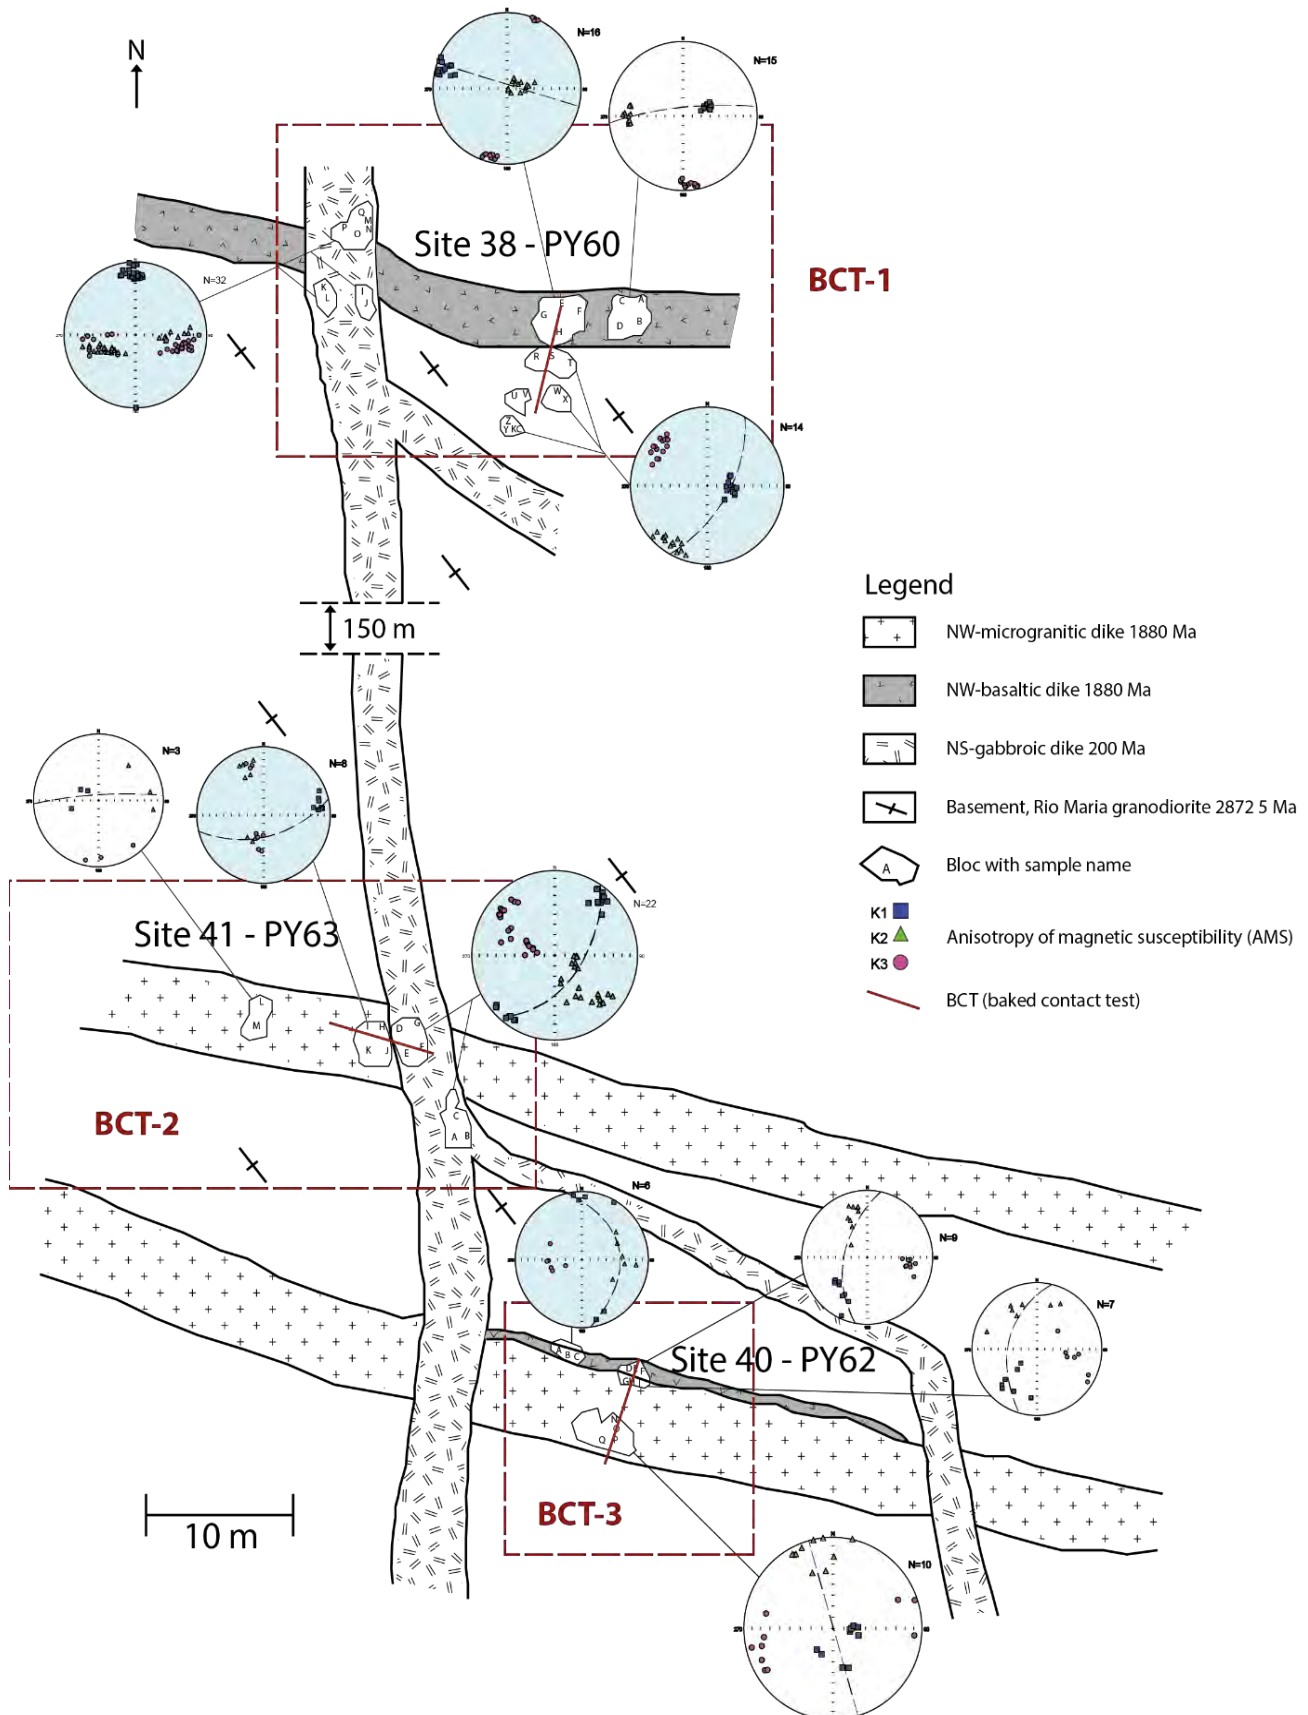 N
N=16
N=15
Site 38 - PY60
BCT-1
N=32
Q
M
P
O
N
K
L
I
J
E
G
F
H
C
A
D
B
R
S
T
U
V
W
X
Z
Y
KC
N=14
150 m
Legend
NW-microgranitic dike 1880 Ma
NW-basaltic dike 1880 Ma
NS-gabbroic dike 200 Ma
Basement, Rio Maria granodiorite 2872 5 Ma
A
Bloc with sample name
K1
K2
Anisotropy of magnetic susceptibility (AMS)
K3
BCT (baked contact test)
N=3
N=8
N=22
Site 41 - PY63
L
M
I
H
K
J
D
G
E
F
C
A
B
BCT-2
N=6
N=9
N=7
A
B
C
D
F
G
Site 40 - PY62
N
Q
P
BCT-3
10 m
N=10